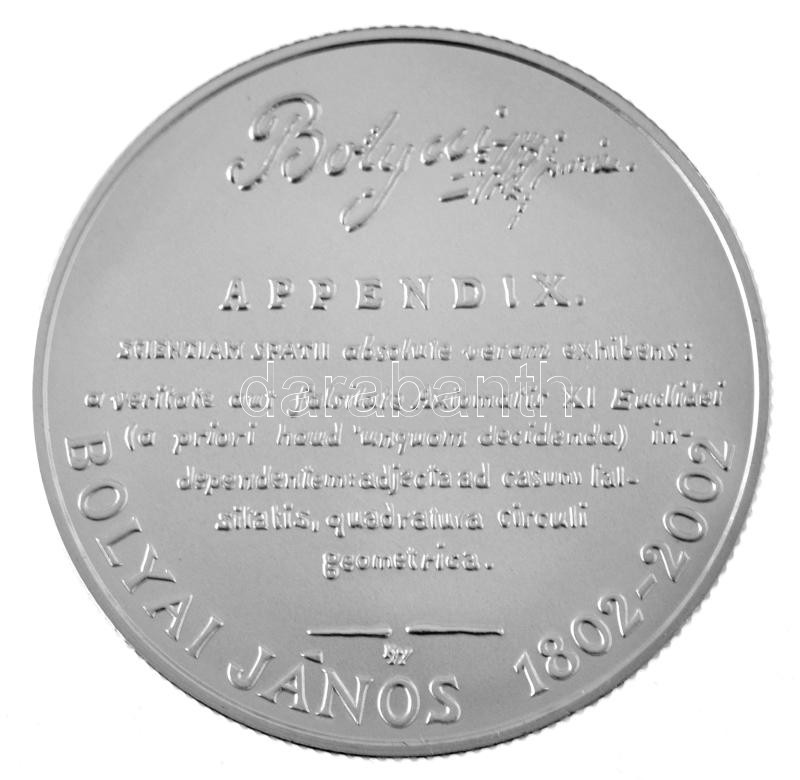 Bolyai
APPENDIX.
SCIENTIAM SPATII absolute veram exhibens:
a veritate aut falsitate Axiomatis XI Euclidei
(a priori haud unquam decidenda) in-
dependentem: adjecta ad casum fal-
sitatis, quadratura circuli
geometrica.
BOLYAI JÁNOS 1802-2002
darabanth